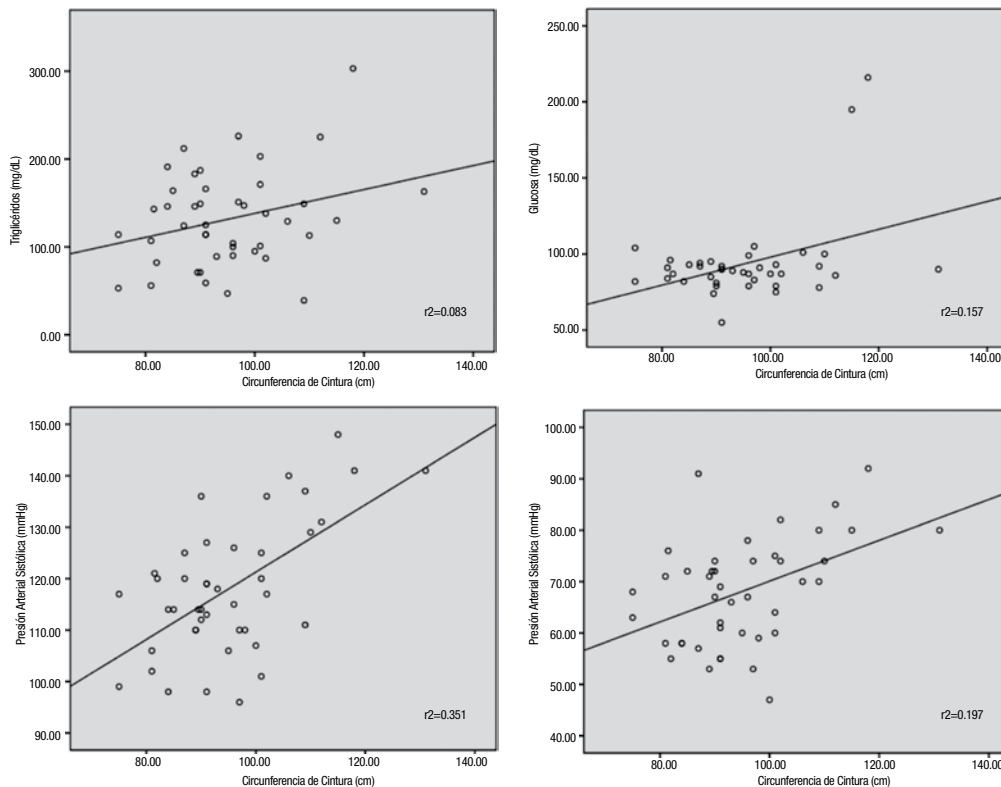 Triglicéridos (mg/dL)
300.00
200.00
100.00
0.00
80.00 100.00 120.00 140.00
Circunferencia de Cintura (cm)
r2=0.083
Glucosa (mg/dL)
250.00
200.00
150.00
100.00
50.00
80.00 100.00 120.00 140.00
Circunferencia de Cintura (cm)
r2=0.157
Presión Arterial Sistólica (mmHg)
150.00
140.00
130.00
120.00
110.00
100.00
90.00
80.00 100.00 120.00 140.00
Circunferencia de Cintura (cm)
r2=0.351
Presión Arterial Sistólica (mmHg)
100.00
90.00
80.00
70.00
60.00
50.00
40.00
80.00 100.00 120.00 140.00
Circunferencia de Cintura (cm)
r2=0.197